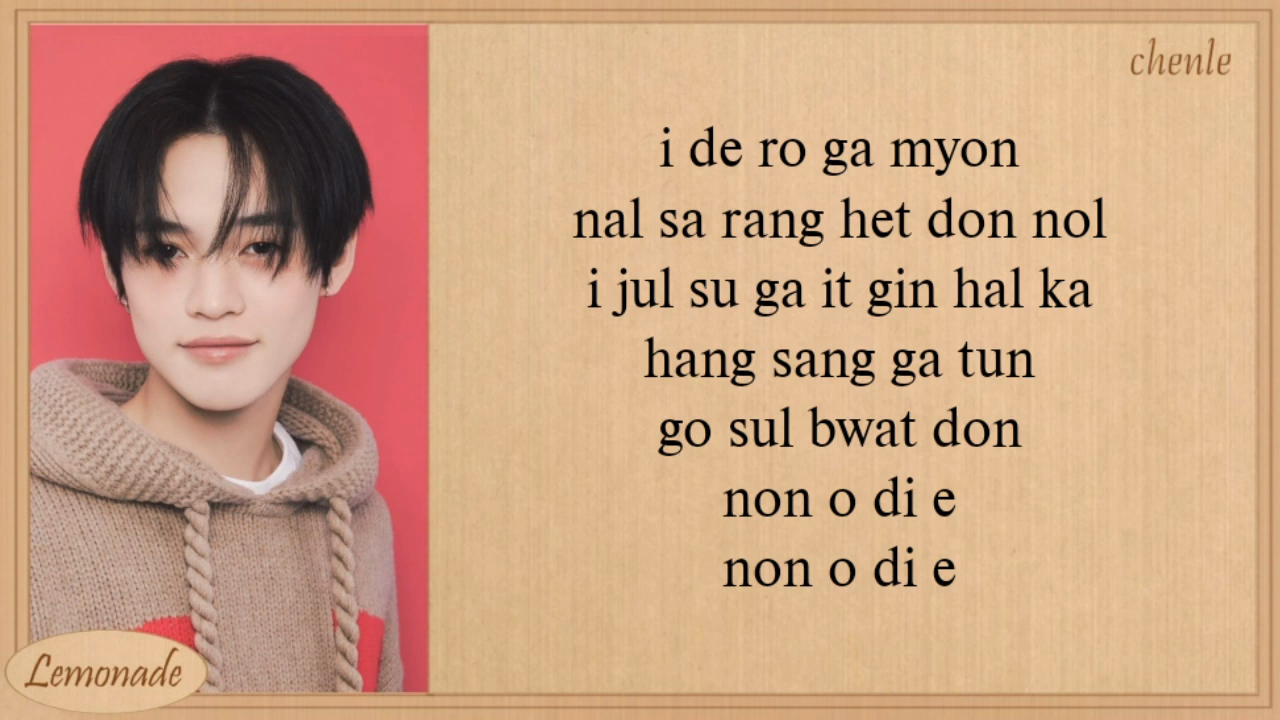 chenle
i de ro ga myon
nal sa rang het don nol
i jul su ga it gin hal ka
hang sang ga tun
go sul bwat don
non o di e
non o di e
Lemonade